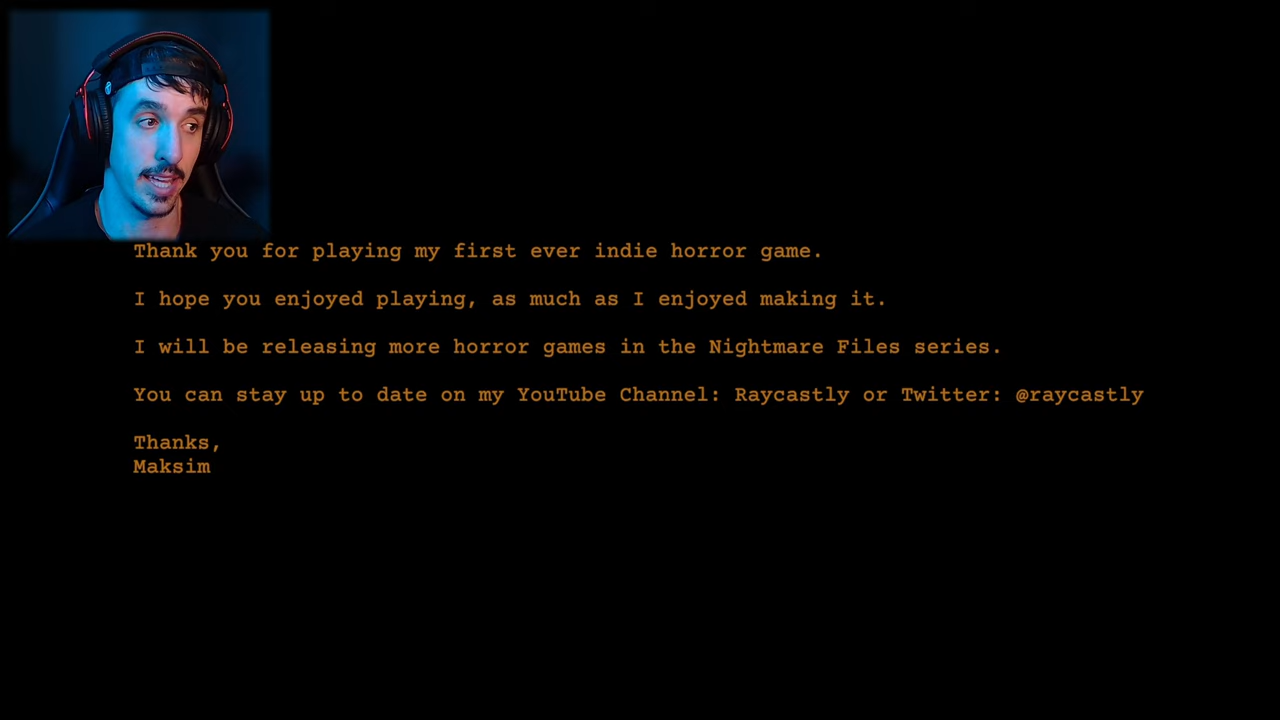 Thank you for playing my first ever indie horror game.
I hope you enjoyed playing, as much as I enjoyed making it.
I will be releasing more horror games in the Nightmare Files series.
You can stay up to date on my YouTube Channel: Raycastly or Twitter: @raycastly
Thanks,
Maksim